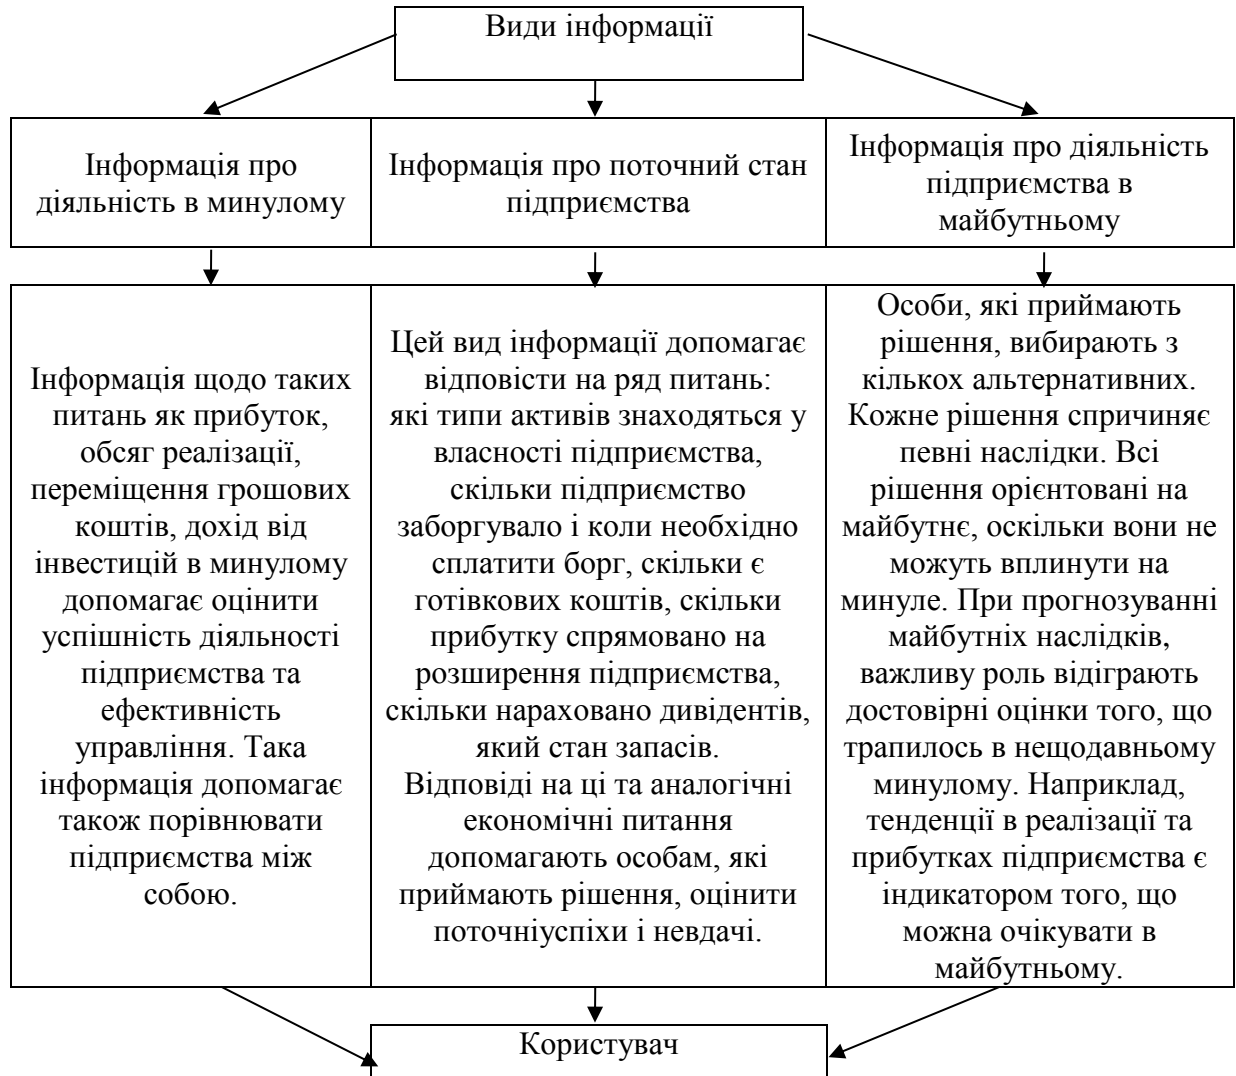 Види інформації
Інформація про
діяльність в минулому
Інформація про поточний стан
підприємства
Інформація про діяльність
підприємства в
майбутньому
Інформація щодо таких
питань як прибуток,
обсяг реалізації,
переміщення грошових
коштів, дохід від
інвестицій в минулому
допомагає оцінити
успішність діяльності
підприємства та
ефективність
управління. Така
інформація допомагає
також порівнювати
підприємства між
собою.
Цей вид інформації допомагає
відповісти на ряд питань:
які типи активів знаходяться у
власності підприємства,
скільки підприємство
заборгувало і коли необхідно
сплатити борг, скільки є
готівкових коштів, скільки
прибутку спрямовано на
розширення підприємства,
скільки нараховано дивідентів,
який стан запасів.
Відповіді на ці та аналогічні
економічні питання
допомагають особам, які
приймають рішення, оцінити
поточніуспіхи і невдачі.
Особи, які приймають
рішення, вибирають з
кількох альтернативних.
Кожне рішення спричиняє
певні наслідки. Всі
рішення орієнтовані на
майбутнє, оскільки вони не
можуть вплинути на
минуле. При прогнозуванні
майбутніх наслідків,
важливу роль відіграють
достовірні оцінки того, що
трапилось в нещодавньому
минулому. Наприклад,
тенденції в реалізації та
прибутках підприємства є
індикатором того, що
можна очікувати в
майбутньому.
Користувач